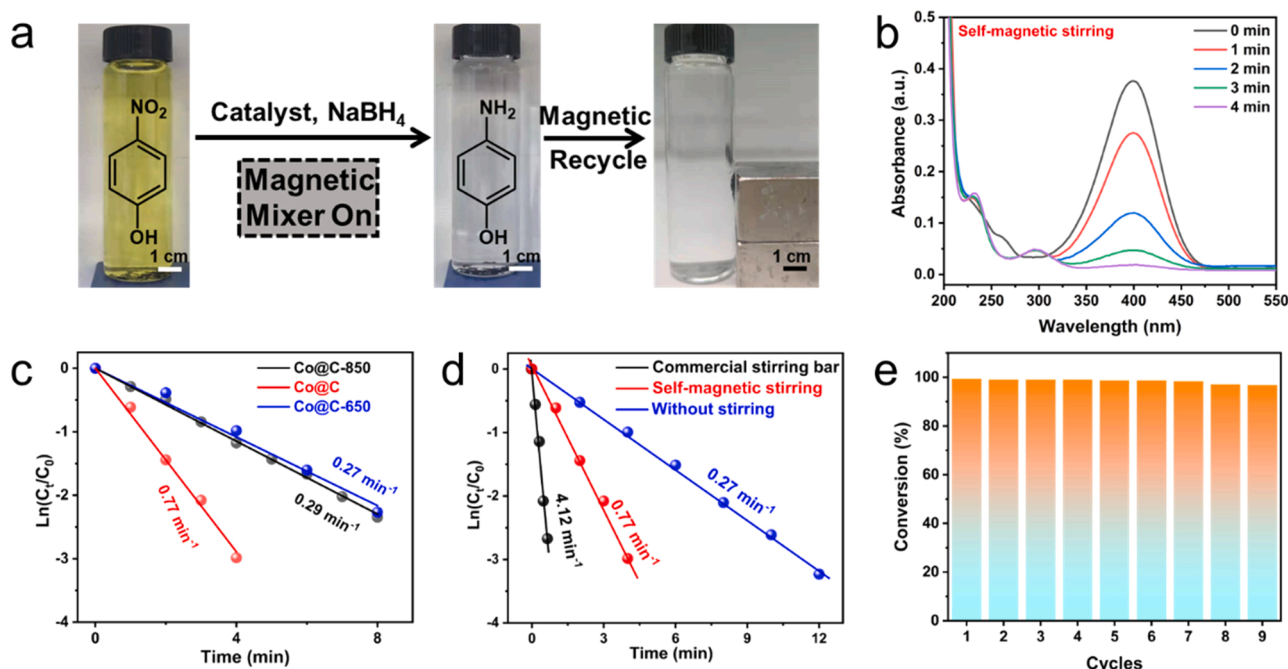 a
NO₂
OH
1 cm
Catalyst, NaBH₄
Magnetic
Mixer On
NH₂
OH
1 cm
Magnetic
Recycle
1 cm
b
Self-magnetic stirring
0 min
1 min
2 min
3 min
4 min
0.5
0.4
0.3
0.2
0.1
0.0
Absorbance (a.u.)
200 250 300 350 400 450 500 550
Wavelength (nm)
c
Co@C-850
Co@C
Co@C-650
0
-1
-2
-3
-4
Ln(Cₜ/C₀)
0.77 min⁻¹
0.27 min⁻¹
0.29 min⁻¹
0 4 8
Time (min)
d
Commercial stirring bar
Self-magnetic stirring
Without stirring
0
-1
-2
-3
-4
Ln(Cₜ/C₀)
4.12 min⁻¹
0.77 min⁻¹
0.27 min⁻¹
0 3 6 9 12
Time (min)
e
100
80
60
40
20
0
Conversion (%)
1 2 3 4 5 6 7 8 9
Cycles